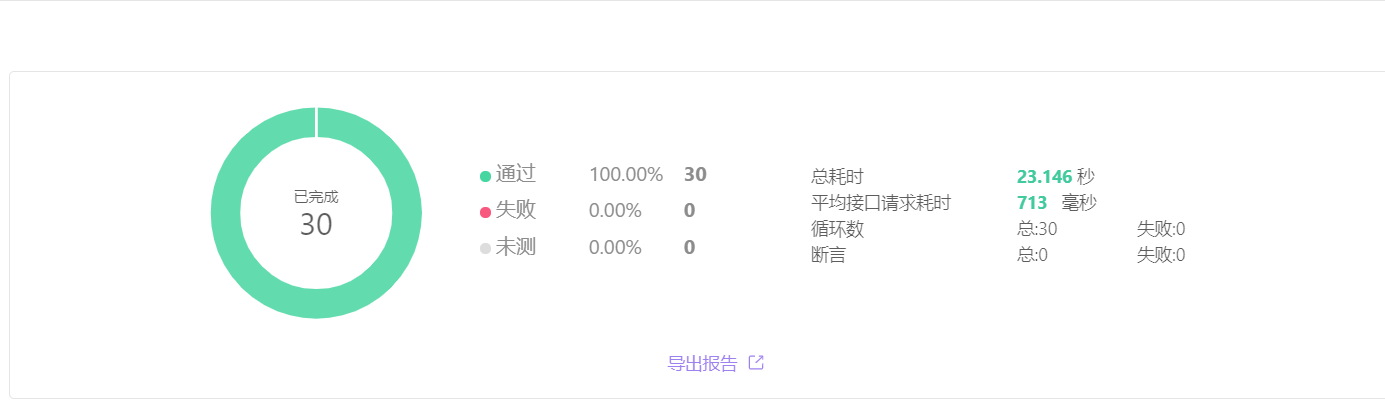 已完成
30
通过 100.00% 30
失败 0.00% 0
未测 0.00% 0
总耗时 23.146 秒
平均接口请求耗时 713 毫秒
循环数 总:30 失败:0
断言 总:0 失败:0
导出报告